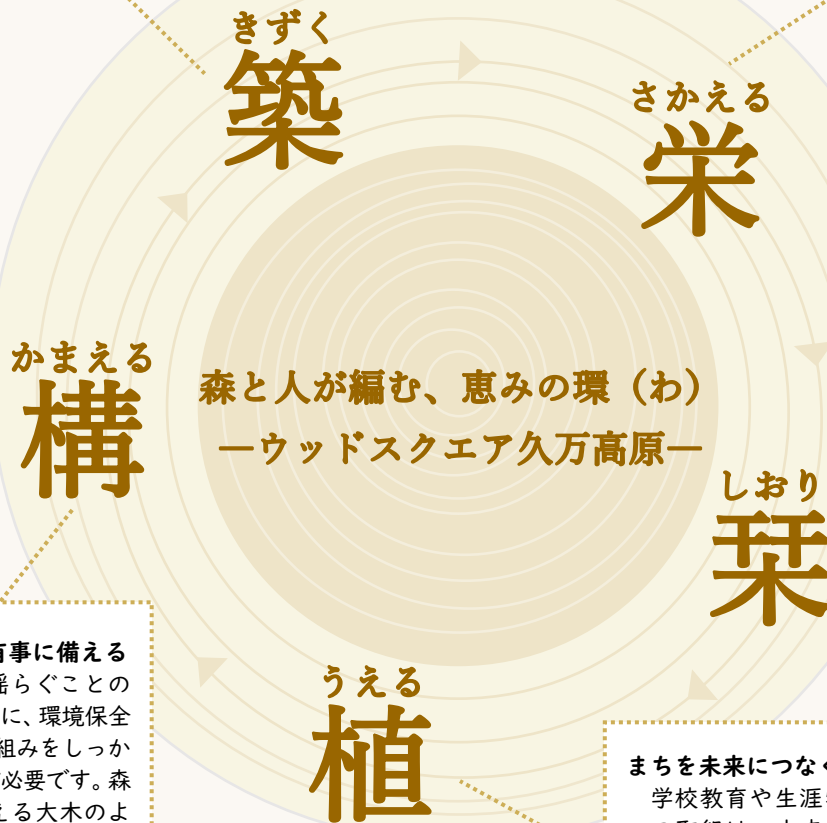 きずく
築
さかえる
栄
かまえる
構
森と人が編む、恵みの環（わ）
―ウッドスクエア久万高原―
しおり
栞
うえる
植
事に備える
揺らぐことの
に、環境保全
組みをしっか
必要です。森
える大木のよ
まちを未来につなぐ
学校教育や生涯